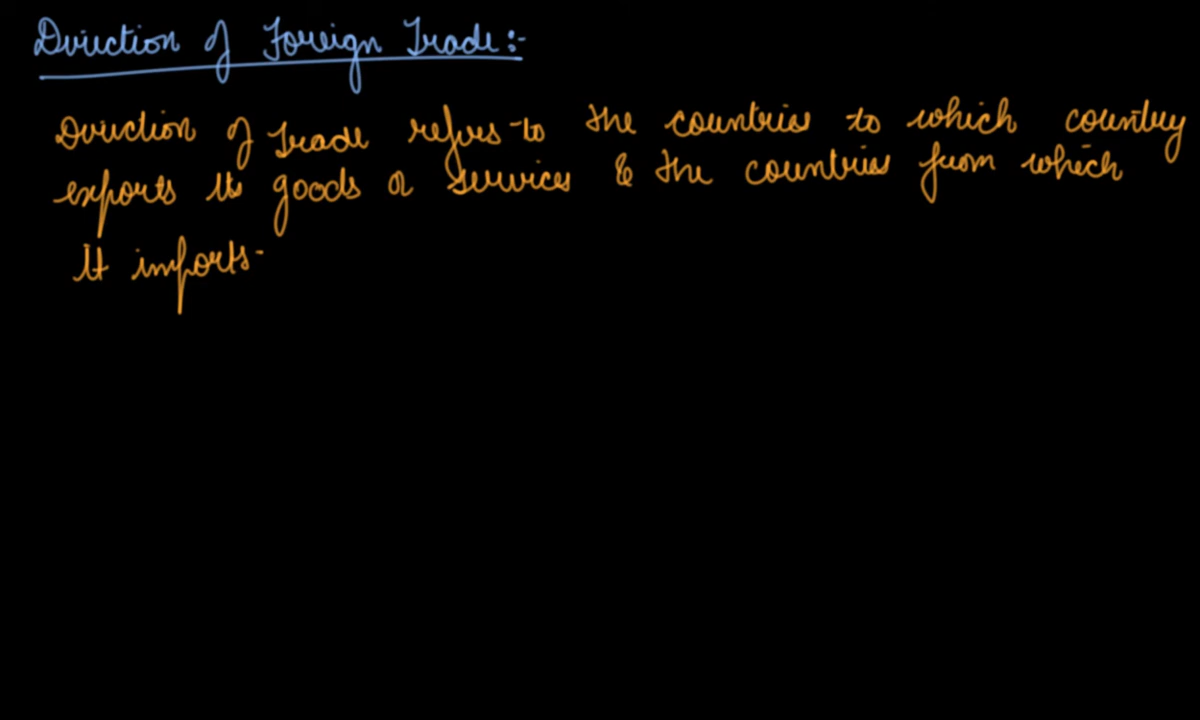 Direction of Foreign Trade:-
Direction of Trade refers to the countries to which country
exports its goods or services & the countries from which
It imports.